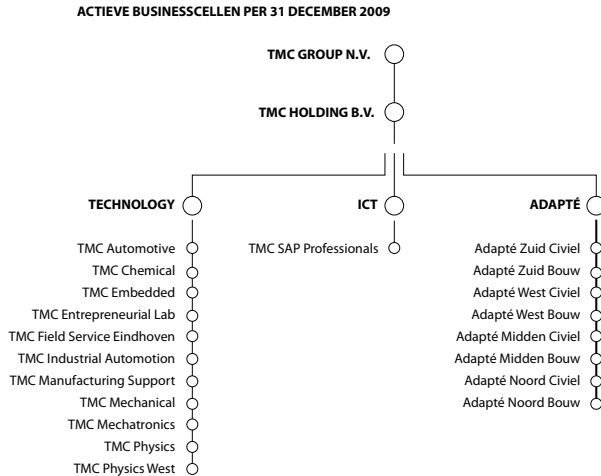 ACTIEVE BUSINESSCELLEN PER 31 DECEMBER 2009
TMC GROUP N.V.
TMC HOLDING B.V.
TECHNOLOGY
TMC Automotive
TMC Chemical
TMC Embedded
TMC Entrepreneurial Lab
TMC Field Service Eindhoven
TMC Industrial Automotion
TMC Manufacturing Support
TMC Mechanical
TMC Mechatronics
TMC Physics
TMC Physics West
ICT
TMC SAP Professionals
ADAPTÉ
Adapté Zuid Civiel
Adapté Zuid Bouw
Adapté West Civiel
Adapté West Bouw
Adapté Midden Civiel
Adapté Midden Bouw
Adapté Noord Civiel
Adapté Noord Bouw